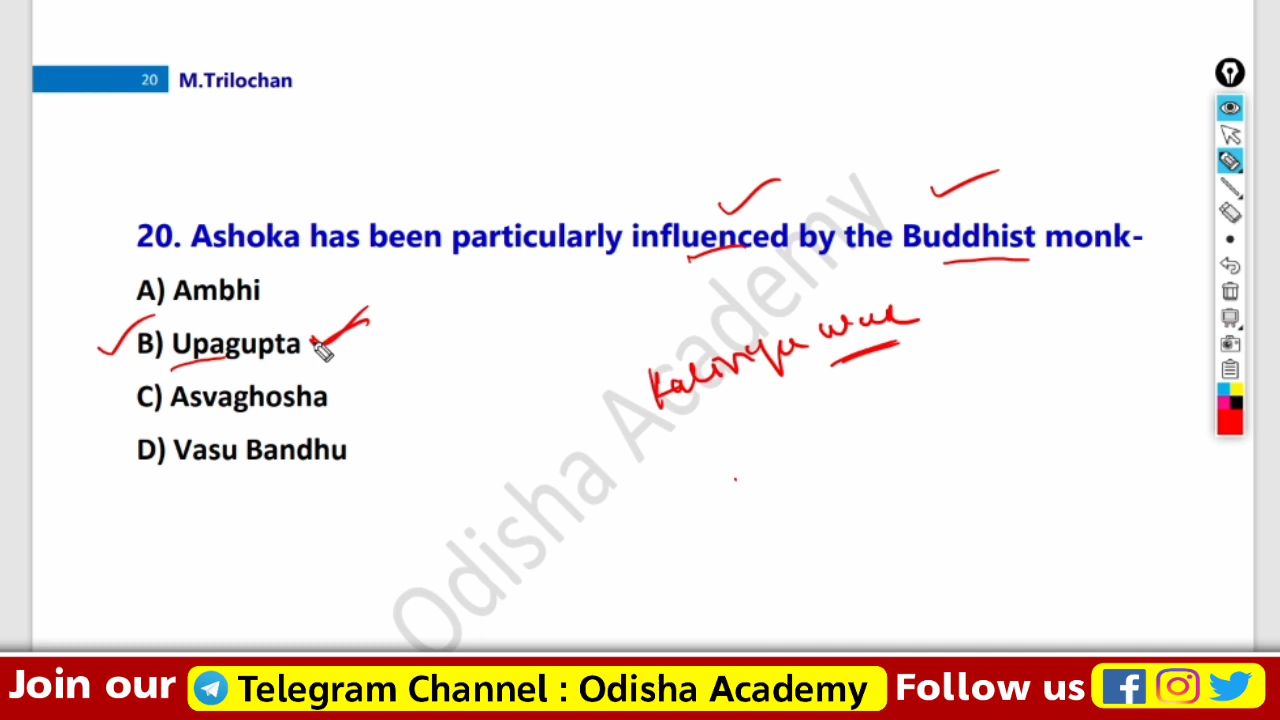 20 M.Trilochan
20. Ashoka has been particularly influenced by the Buddhist monk-
A) Ambhi
B) Upagupta
Kalinga war
C) Asvaghosha
D) Vasu Bandhu
Odisha Academy
Join our Telegram Channel : Odisha Academy Follow us